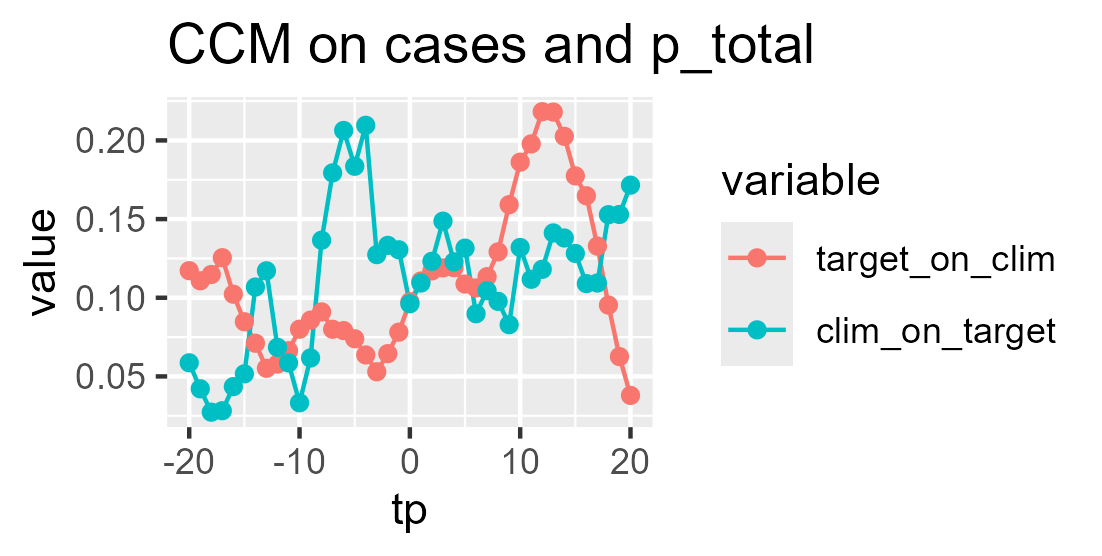 CCM on cases and p_total
value
0.20
0.15
0.10
0.05
-20 -10 0 10 20
tp
variable
target_on_clim
clim_on_target